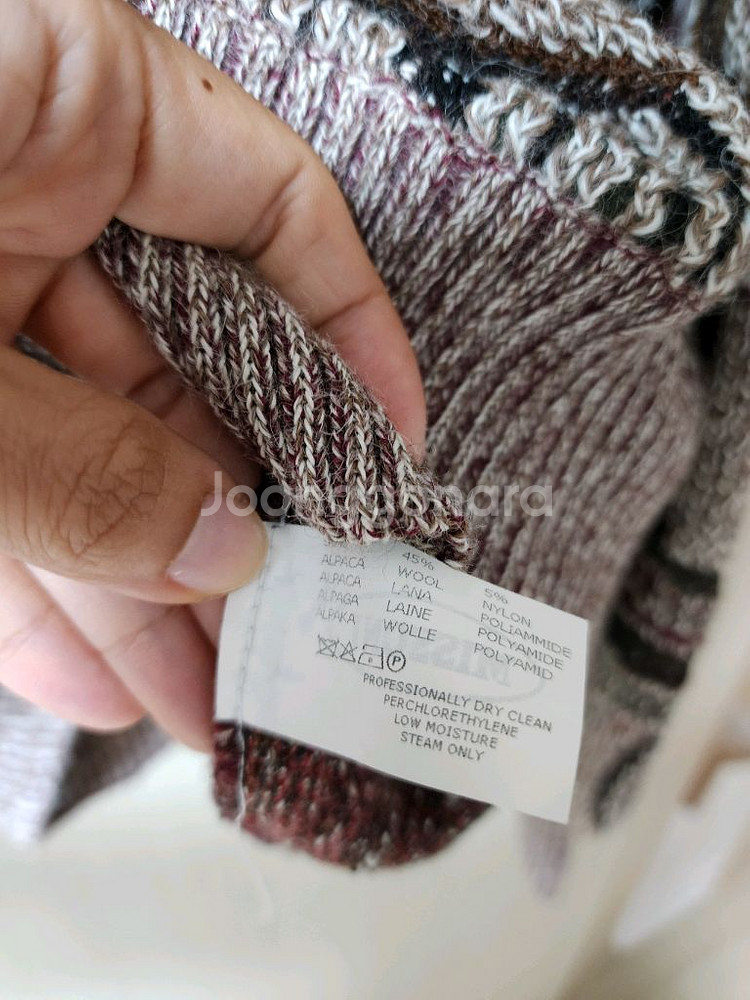 Joonggonara
45% 5%
ALPACA WOOL NYLON
ALPACA LANA POLIAMMIDE
ALPAGA LAINE POLYAMIDE
ALPAKA WOLLE POLYAMID
P
PROFESSIONALLY DRY CLEAN
PERCHLORETHYLENE
LOW MOISTURE
STEAM ONLY